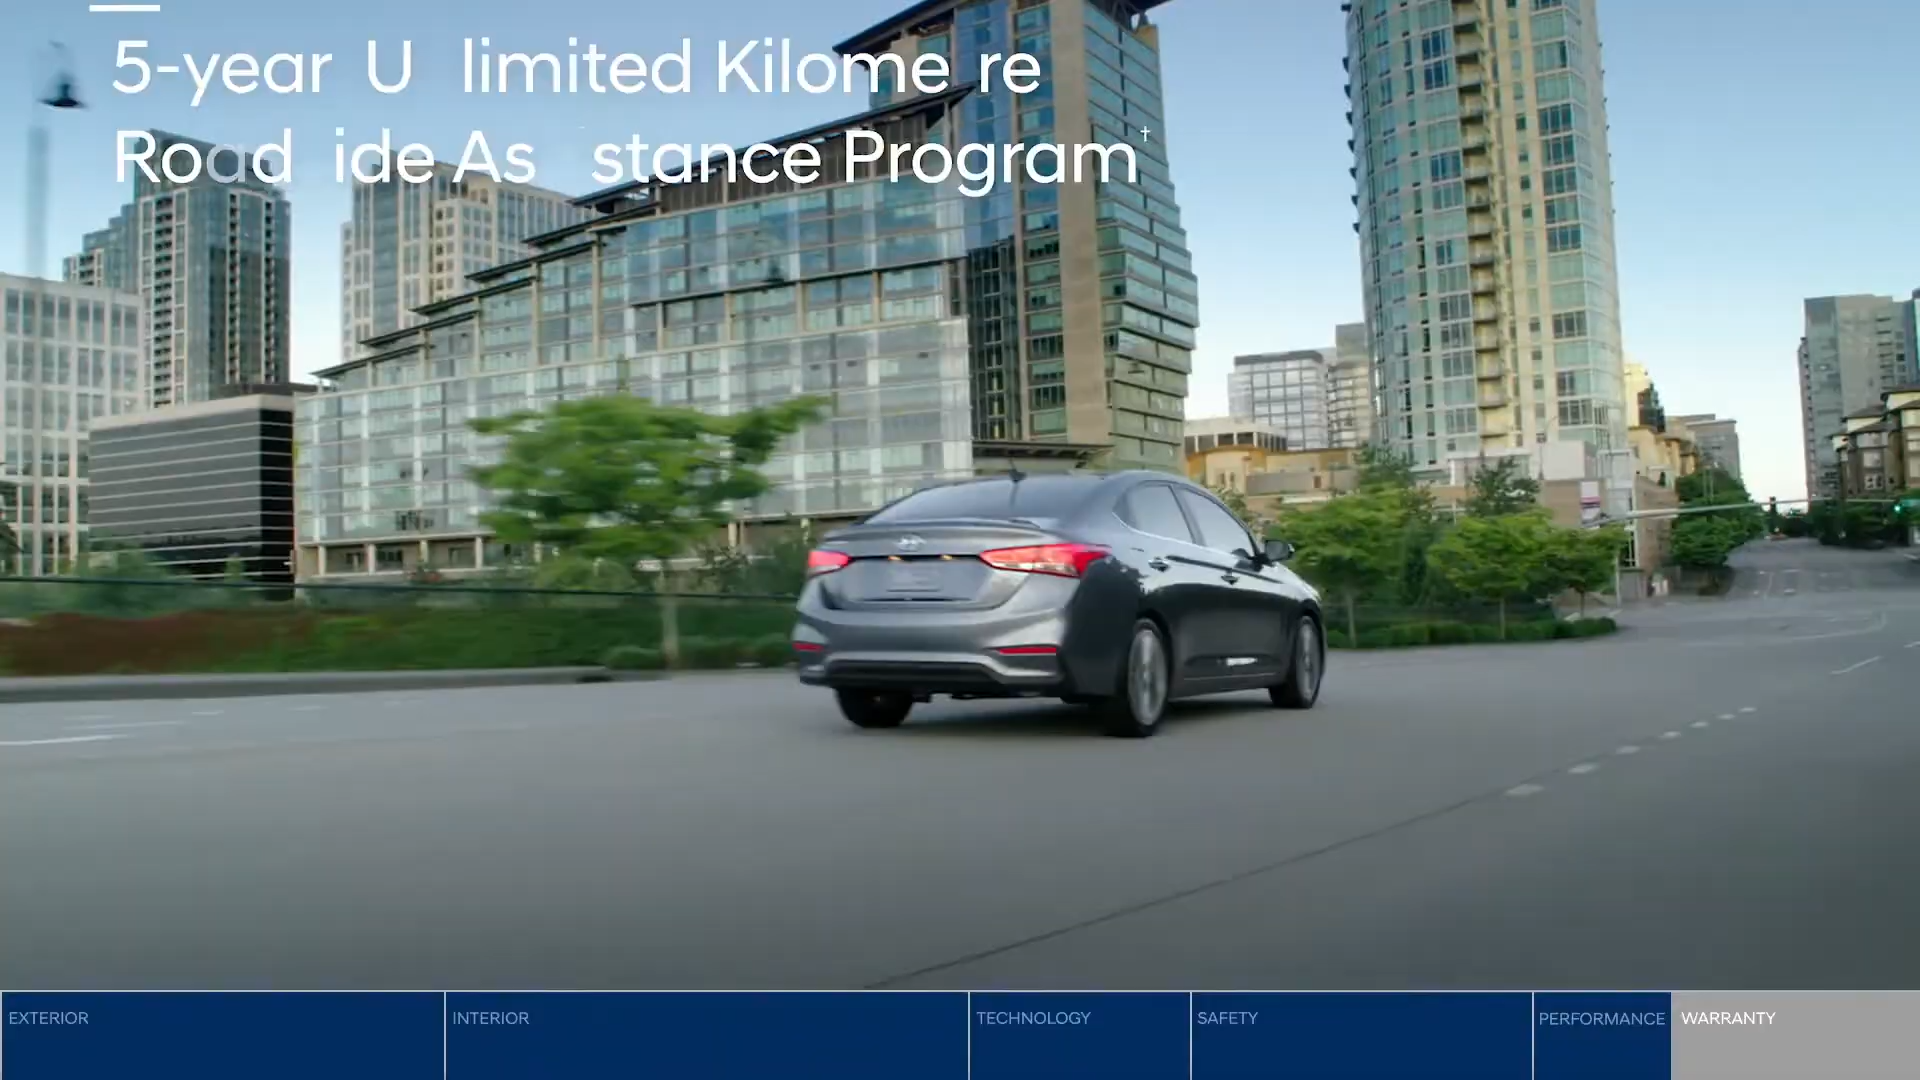 5-year U limited Kilome re
Road ide As stance Program†
EXTERIOR
INTERIOR
TECHNOLOGY
SAFETY
PERFORMANCE
WARRANTY